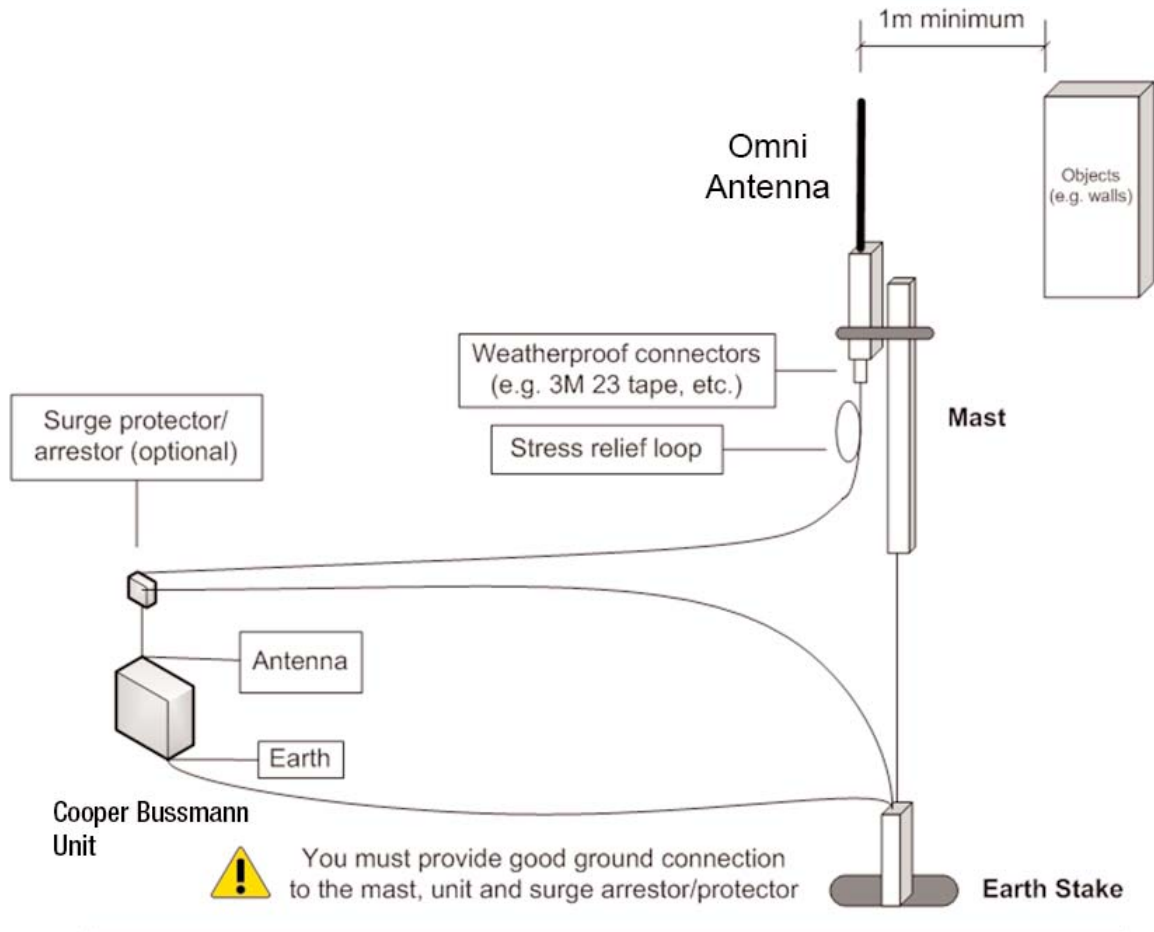 1m minimum
Omni
Antenna
Objects
(e.g. walls)
Weatherproof connectors
(e.g. 3M 23 tape, etc.)
Mast
Surge protector/
arrestor (optional)
Stress relief loop
Antenna
Earth
Cooper Bussmann
Unit
You must provide good ground connection
to the mast, unit and surge arrestor/protector
Earth Stake